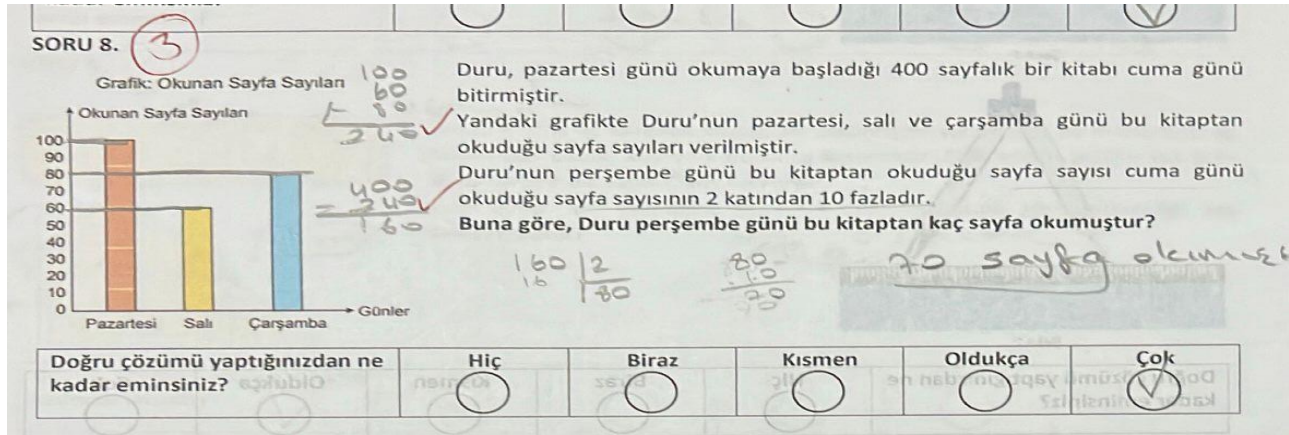 SORU 8. 3
Grafik: Okunan Sayfa Sayıları
Okunan Sayfa Sayıları
100
90
80
70
60
50
40
30
20
10
0
Pazartesi Salı Çarşamba
Günler
100
60
+ 80
240
400
- 240
160
Duru, pazartesi günü okumaya başladığı 400 sayfalık bir kitabı cuma günü
bitirmiştir.
Yandaki grafikte Duru'nun pazartesi, salı ve çarşamba günü bu kitaptan
okuduğu sayfa sayıları verilmiştir.
Duru'nun perşembe günü bu kitaptan okuduğu sayfa sayısı cuma günü
okuduğu sayfa sayısının 2 katından 10 fazladır.
Buna göre, Duru perşembe günü bu kitaptan kaç sayfa okumuştur?
160 2
16 80
80
10
70
70 sayfa
Doğru çözümü yaptığınızdan ne
kadar eminsiniz?
Hiç
Biraz
Kısmen
Oldukça
Çok